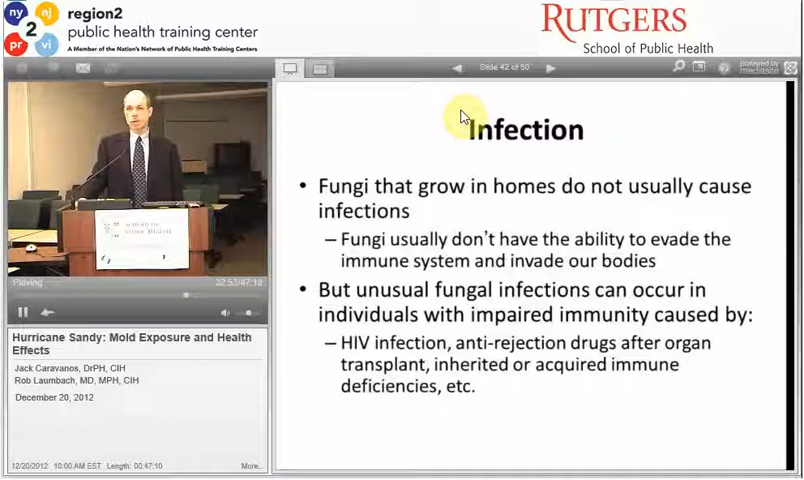 ny
nj
2
pr
vi
region2
public health training center
A Member of the Nation's Network of Public Health Training Centers
RUTGERS
School of Public Health
Slide 42 of 50
powered by
mediasite
Infection
• Fungi that grow in homes do not usually cause
infections
– Fungi usually don't have the ability to evade the
immune system and invade our bodies
• But unusual fungal infections can occur in
individuals with impaired immunity caused by:
– HIV infection, anti-rejection drugs after organ
transplant, inherited or acquired immune
deficiencies, etc.
Playing
Hurricane Sandy: Mold Exposure and Health
Effects
Jack Caravanos, DrPH, CIH
Rob Laumbach, MD, MPH, CIH
December 20, 2012
12/20/2012 10:00 AM EST Length: 00:47:10
More...